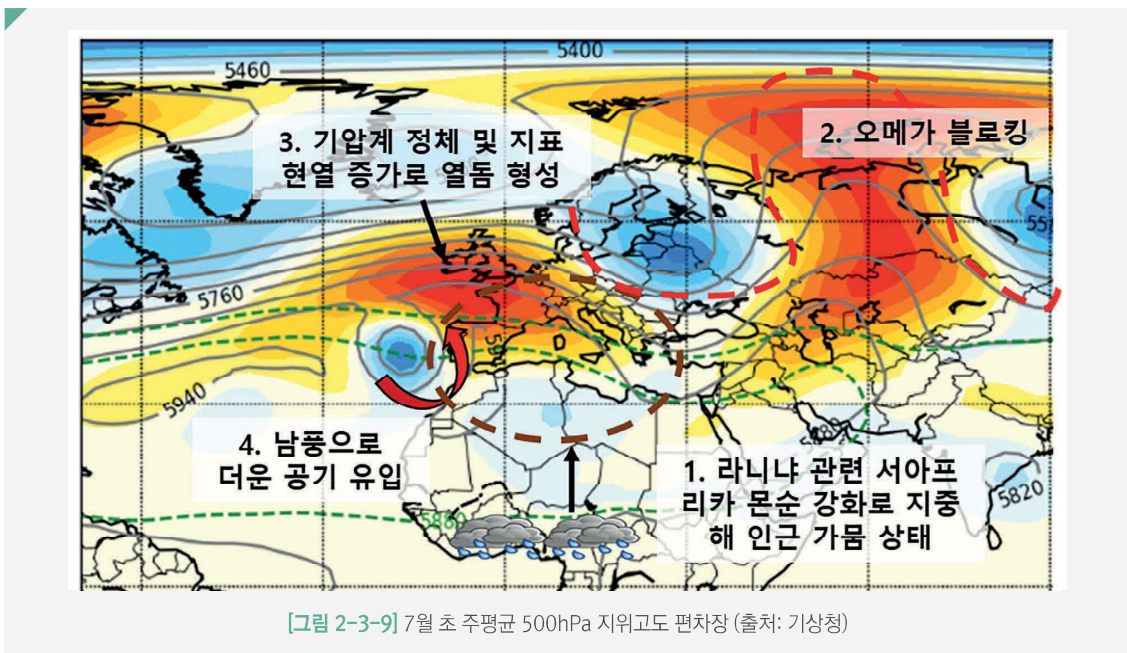 5400
5460
3. 기압계 정체 및 지표
현열 증가로 열돔 형성
2. 오메가 블로킹
5760
5940
4. 남풍으로
더운 공기 유입
1. 라니냐 관련 서아프
리카 몬순 강화로 지중
해 인근 가뭄 상태
5820
5880
[그림 2-3-9] 7월 초 주평균 500hPa 지위고도 편차장 (출처: 기상청)